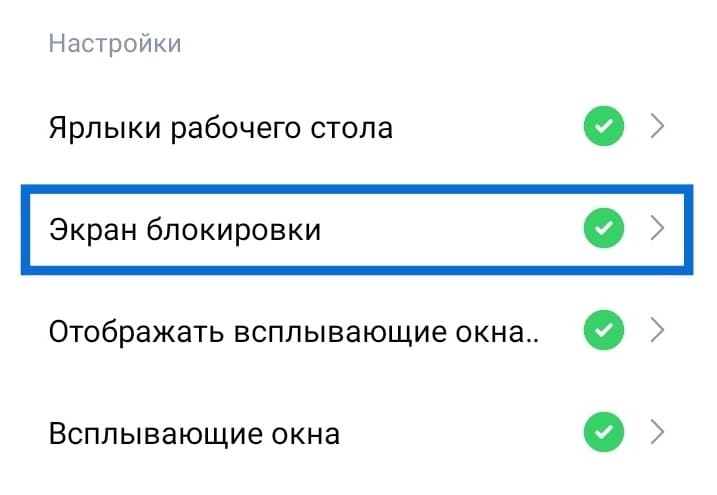 Настройки
Ярлыки рабочего стола
Экран блокировки
Отображать всплывающие окна..
Всплывающие окна